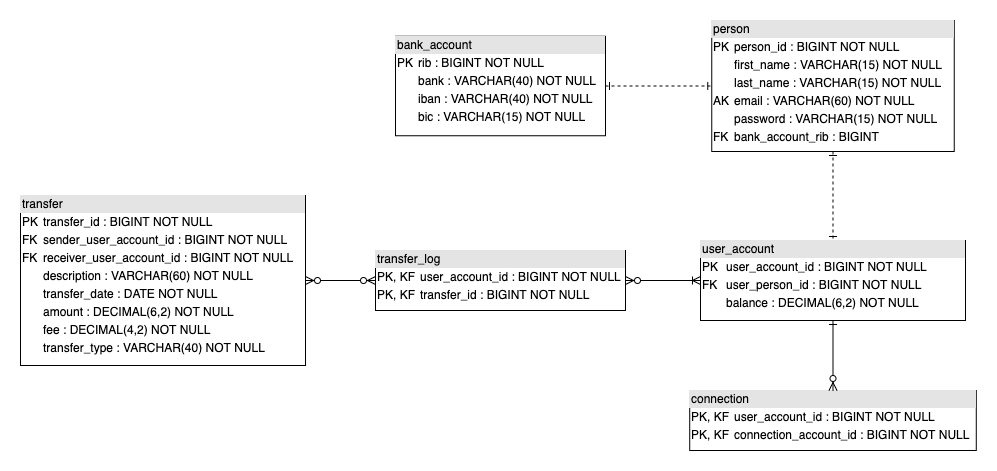 bank_account
PK rib : BIGINT NOT NULL
bank : VARCHAR(40) NOT NULL
iban : VARCHAR(40) NOT NULL
bic : VARCHAR(15) NOT NULL
person
PK person_id : BIGINT NOT NULL
first_name : VARCHAR(15) NOT NULL
last_name : VARCHAR(15) NOT NULL
AK email : VARCHAR(60) NOT NULL
password : VARCHAR(15) NOT NULL
FK bank_account_rib : BIGINT
transfer
PK transfer_id : BIGINT NOT NULL
FK sender_user_account_id : BIGINT NOT NULL
FK receiver_user_account_id : BIGINT NOT NULL
description : VARCHAR(60) NOT NULL
transfer_date : DATE NOT NULL
amount : DECIMAL(6,2) NOT NULL
fee : DECIMAL(4,2) NOT NULL
transfer_type : VARCHAR(40) NOT NULL
transfer_log
PK, KF user_account_id : BIGINT NOT NULL
PK, KF transfer_id : BIGINT NOT NULL
user_account
PK user_account_id : BIGINT NOT NULL
FK user_person_id : BIGINT NOT NULL
balance : DECIMAL(6,2) NOT NULL
connection
PK, KF user_account_id : BIGINT NOT NULL
PK, KF connection_account_id : BIGINT NOT NULL